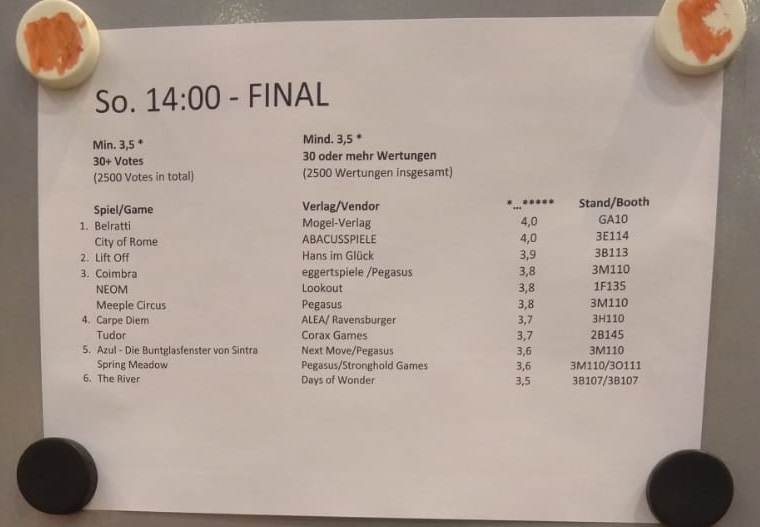 So. 14:00 - FINAL
Min. 3,5 * Mind. 3,5 *
30+ Votes 30 oder mehr Wertungen
(2500 Votes in total) (2500 Wertungen insgesamt)
Spiel/Game Verlag/Vendor *...***** Stand/Booth
1. Belratti Mogel-Verlag 4,0 GA10
City of Rome ABACUSSPIELE 4,0 3E114
2. Lift Off Hans im Glück 3,9 3B113
3. Coimbra eggertspiele /Pegasus 3,8 3M110
NEOM Lookout 3,8 1F135
Meeple Circus Pegasus 3,8 3M110
4. Carpe Diem ALEA/ Ravensburger 3,7 3H110
Tudor Corax Games 3,7 2B145
5. Azul - Die Buntglasfenster von Sintra Next Move/Pegasus 3,6 3M110
Spring Meadow Pegasus/Stronghold Games 3,6 3M110/3O111
6. The River Days of Wonder 3,5 3B107/3B107